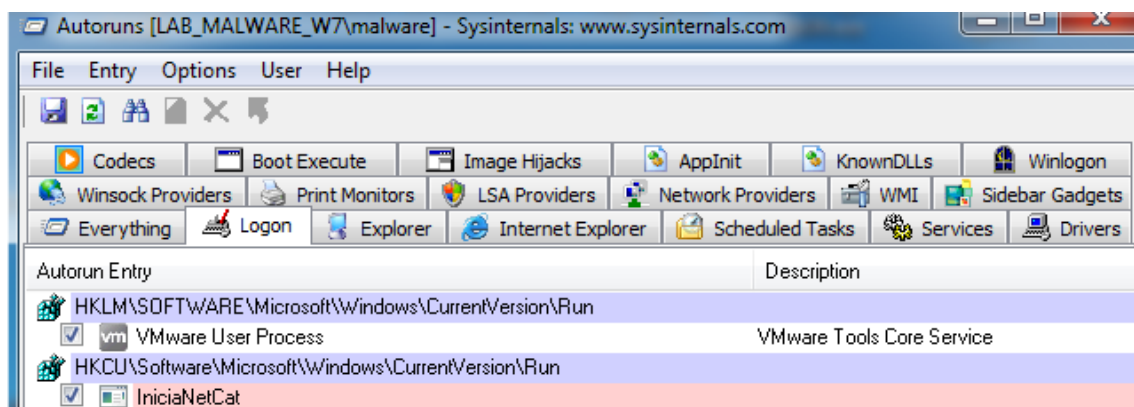 Autoruns [LAB_MALWARE_W7\malware] - Sysinternals: www.sysinternals.com
File Entry Options User Help
Codecs Boot Execute Image Hijacks AppInit KnownDLLs Winlogon
Winsock Providers Print Monitors LSA Providers Network Providers WMI Sidebar Gadgets
Everything Logon Explorer Internet Explorer Scheduled Tasks Services Drivers
Autorun Entry Description
HKLM\SOFTWARE\Microsoft\Windows\CurrentVersion\Run
vm VMware User Process VMware Tools Core Service
HKCU\Software\Microsoft\Windows\CurrentVersion\Run
IniciaNetCat